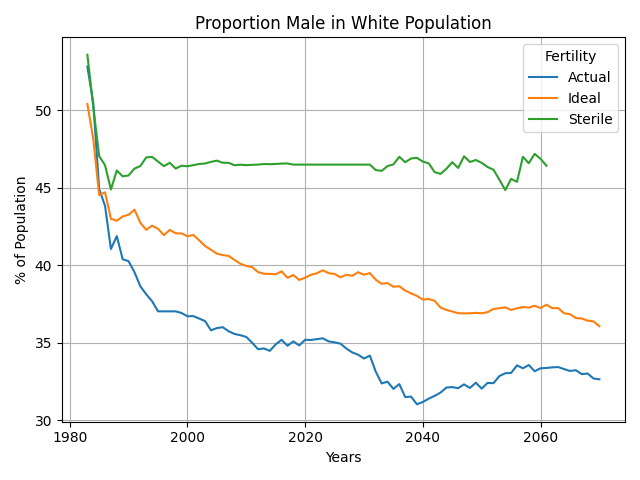 Proportion Male in White Population
% of Population
50
45
40
35
30
Fertility
Actual
Ideal
Sterile
1980
2000
2020
2040
2060
Years